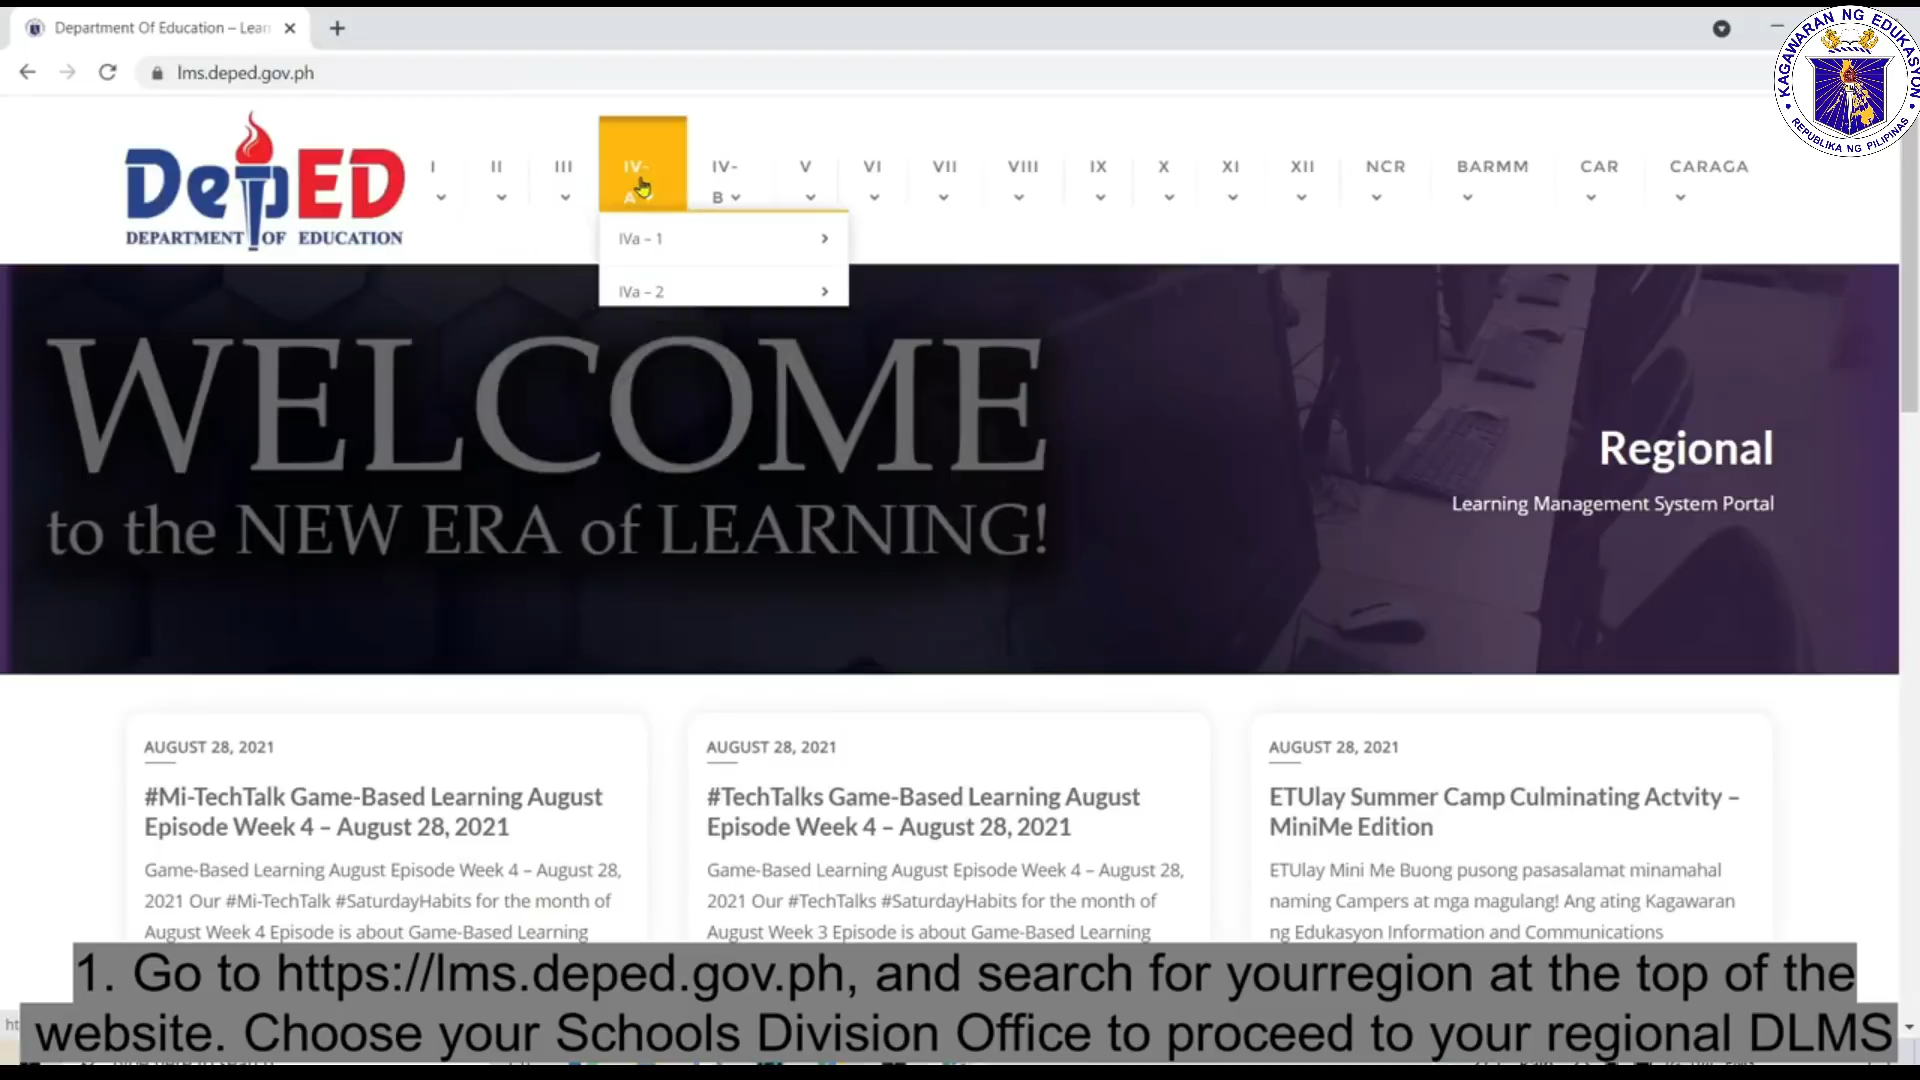 Department Of Education – Lear
lms.deped.gov.ph
KAGAWARAN NG EDUKASYON
REPUBLIKA NG PILIPINAS
DepED
DEPARTMENT OF EDUCATION
I II III IV- IV- V VI VII VIII IX X XI XII NCR BARMM CAR CARAGA
A B
IVa – 1
IVa – 2
WELCOME
to the NEW ERA of LEARNING!
Regional
Learning Management System Portal
AUGUST 28, 2021
#Mi-TechTalk Game-Based Learning August
Episode Week 4 – August 28, 2021
Game-Based Learning August Episode Week 4 – August 28,
2021 Our #Mi-TechTalk #SaturdayHabits for the month of
August Week 4 Episode is about Game-Based Learning
AUGUST 28, 2021
#TechTalks Game-Based Learning August
Episode Week 4 – August 28, 2021
Game-Based Learning August Episode Week 4 – August 28,
2021 Our #TechTalks #SaturdayHabits for the month of
August Week 3 Episode is about Game-Based Learning
AUGUST 28, 2021
ETUlay Summer Camp Culminating Actvity –
MiniMe Edition
ETUlay Mini Me Buong pusong pasasalamat minamahal
naming Campers at mga magulang! Ang ating Kagawaran
ng Edukasyon Information and Communications
1. Go to https://lms.deped.gov.ph, and search for yourregion at the top of the
website. Choose your Schools Division Office to proceed to your regional DLMS